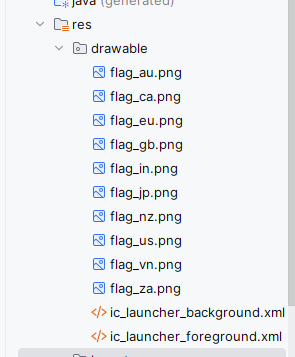 java (generated)
res
drawable
flag_au.png
flag_ca.png
flag_eu.png
flag_gb.png
flag_in.png
flag_jp.png
flag_nz.png
flag_us.png
flag_vn.png
flag_za.png
ic_launcher_background.xml
ic_launcher_foreground.xml